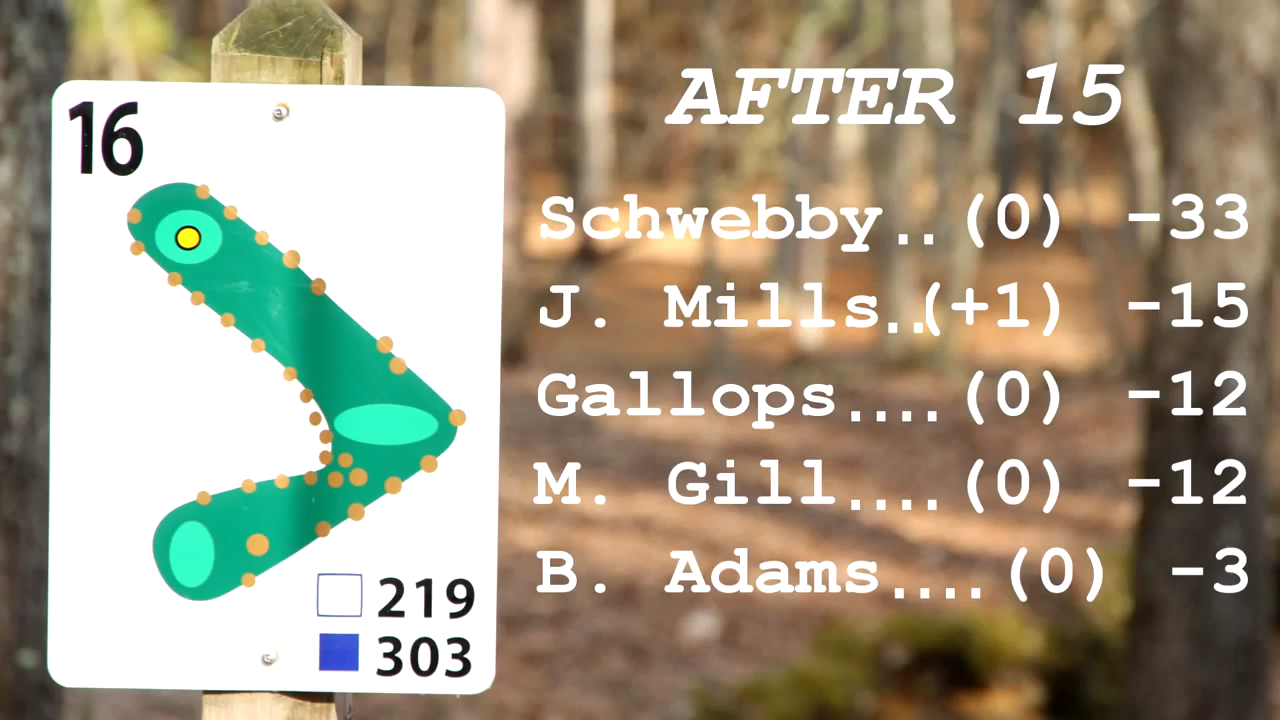 16
219
303
AFTER 15
Schwebby..(0) -33
J. Mills..(+1) -15
Gallops....(0) -12
M. Gill....(0) -12
B. Adams....(0) -3